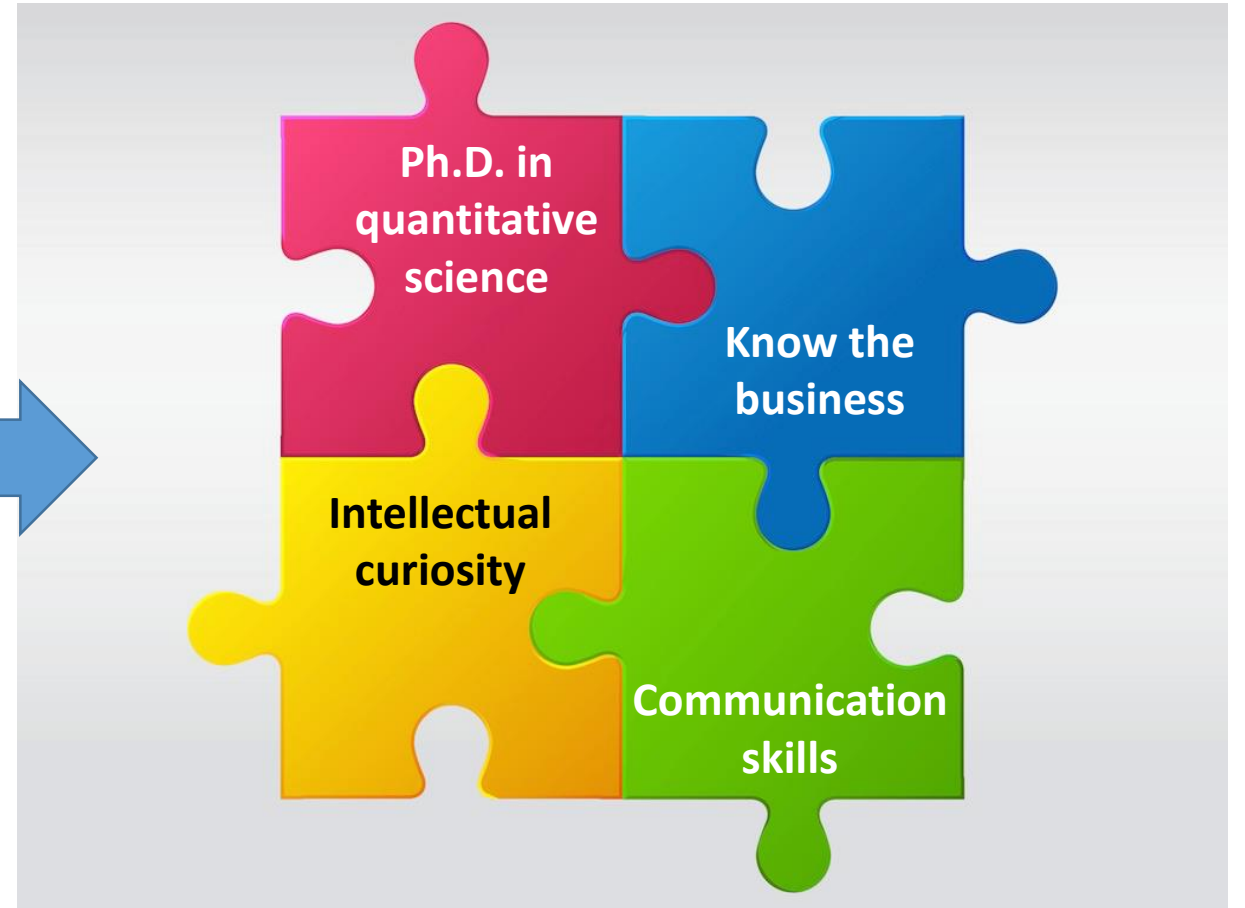 Ph.D. in
quantitative
science
Know the
business
Intellectual
curiosity
Communication
skills